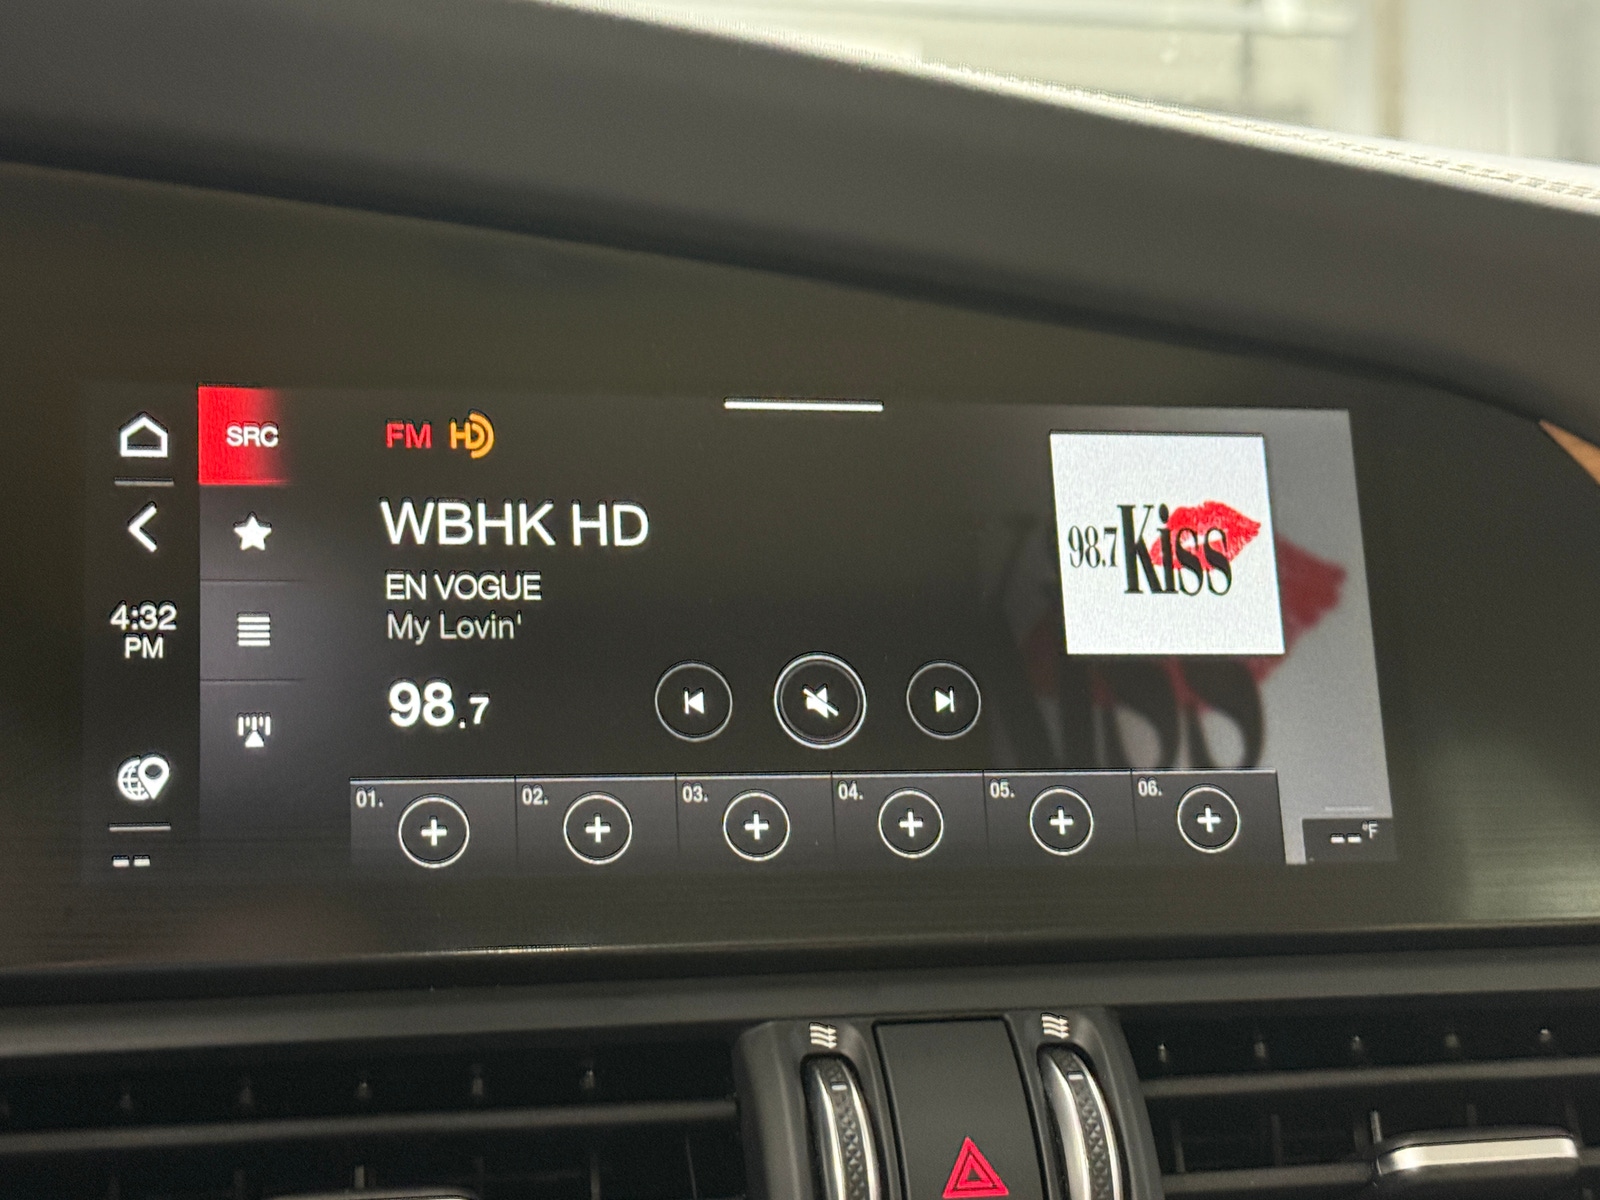 SRC
FM HD
WBHK HD
EN VOGUE
My Lovin'
4:32
PM
98.7
98.7 Kiss
01.
02.
03.
04.
05.
06.
--
-- °F